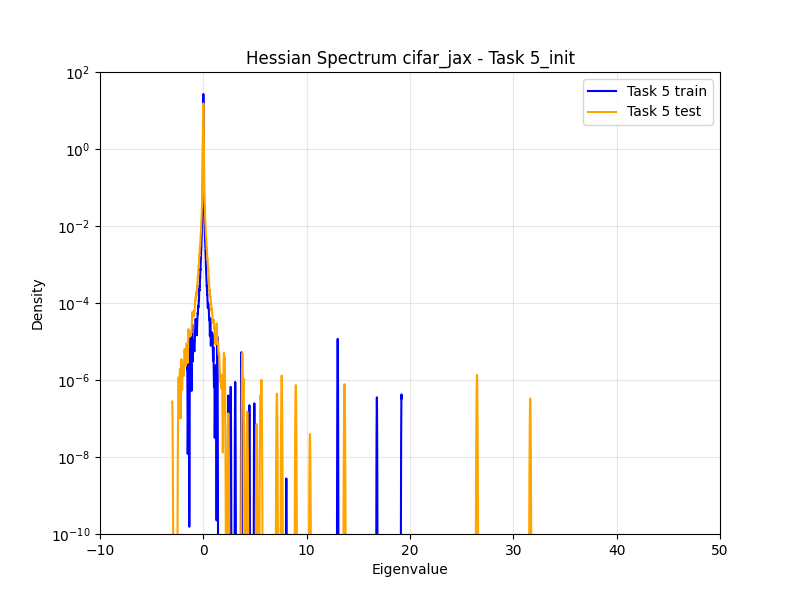 Hessian Spectrum cifar_jax - Task 5_init
Task 5 train
Task 5 test
Density
10^2
10^0
10^−2
10^−4
10^−6
10^−8
10^−10
−10
0
10
20
30
40
50
Eigenvalue